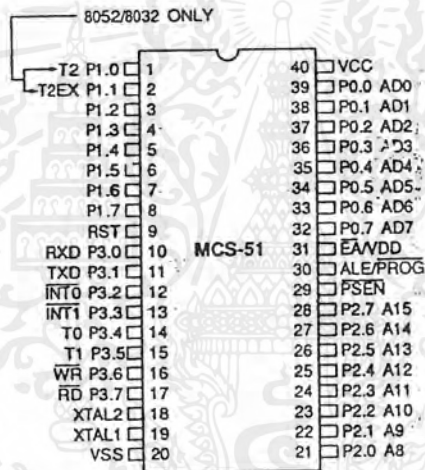 8052/8032 ONLY
T2 P1.0 1 40 VCC
T2EX P1.1 2 39 P0.0 AD0
P1.2 3 38 P0.1 AD1
P1.3 4 37 P0.2 AD2
P1.4 5 36 P0.3 AD3
P1.5 6 35 P0.4 AD4
P1.6 7 34 P0.5 AD5
P1.7 8 33 P0.6 AD6
RST 9 32 P0.7 AD7
RXD P3.0 10 MCS-51 31 E̅A̅/VDD
TXD P3.1 11 30 ALE/P̅R̅O̅G̅
I̅N̅T̅0̅ P3.2 12 29 P̅S̅E̅N̅
I̅N̅T̅1̅ P3.3 13 28 P2.7 A15
T0 P3.4 14 27 P2.6 A14
T1 P3.5 15 26 P2.5 A13
W̅R̅ P3.6 16 25 P2.4 A12
R̅D̅ P3.7 17 24 P2.3 A11
XTAL2 18 23 P2.2 A10
XTAL1 19 22 P2.1 A9
VSS 20 21 P2.0 A8